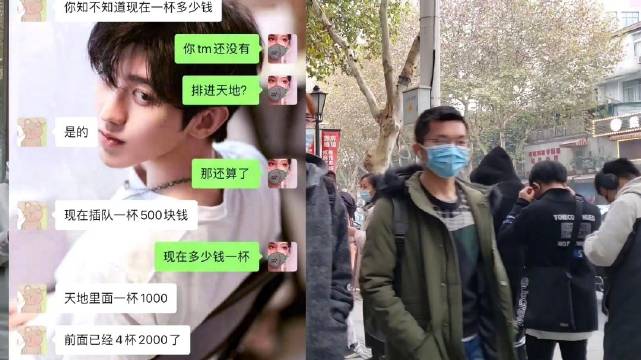 你知不知道现在一杯多少钱
你tm还没有
排进天地?
是的
那还算了
现在插队一杯500块钱
现在多少钱一杯
天地里面一杯1000
前面已经4杯2000了